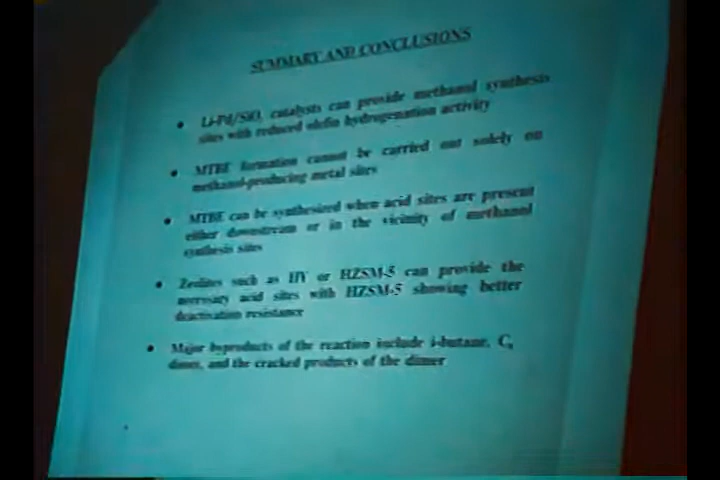 SUMMARY AND CONCLUSIONS
• Li-Pd/SiO₂ catalysts can provide methanol synthesis
sites with reduced olefin hydrogenation activity
• MTBE formation cannot be carried out solely on
methanol-producing metal sites
• MTBE can be synthesized when acid sites are present
either downstream or in the vicinity of methanol
synthesis sites
• Zeolites such as HY or HZSM-5 can provide the
necessary acid sites with HZSM-5 showing better
deactivation resistance
• Major byproducts of the reaction include i-butane, C₄
dimer, and the cracked products of the dimer